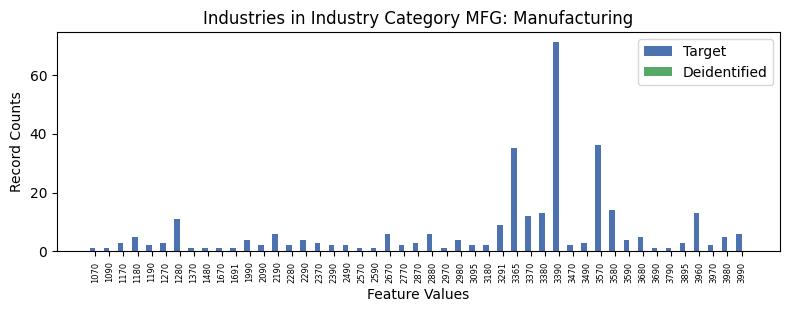 Industries in Industry Category MFG: Manufacturing
Target
Deidentified
Record Counts
60
40
20
0
1070 1090 1170 1180 1190 1270 1280 1370 1480 1670 1691 1990 2090 2190 2280 2290 2370 2390 2490 2570 2590 2670 2770 2870 2880 2970 2980 3095 3180 3291 3365 3370 3380 3390 3470 3490 3570 3580 3590 3680 3690 3790 3895 3960 3970 3980 3990
Feature Values